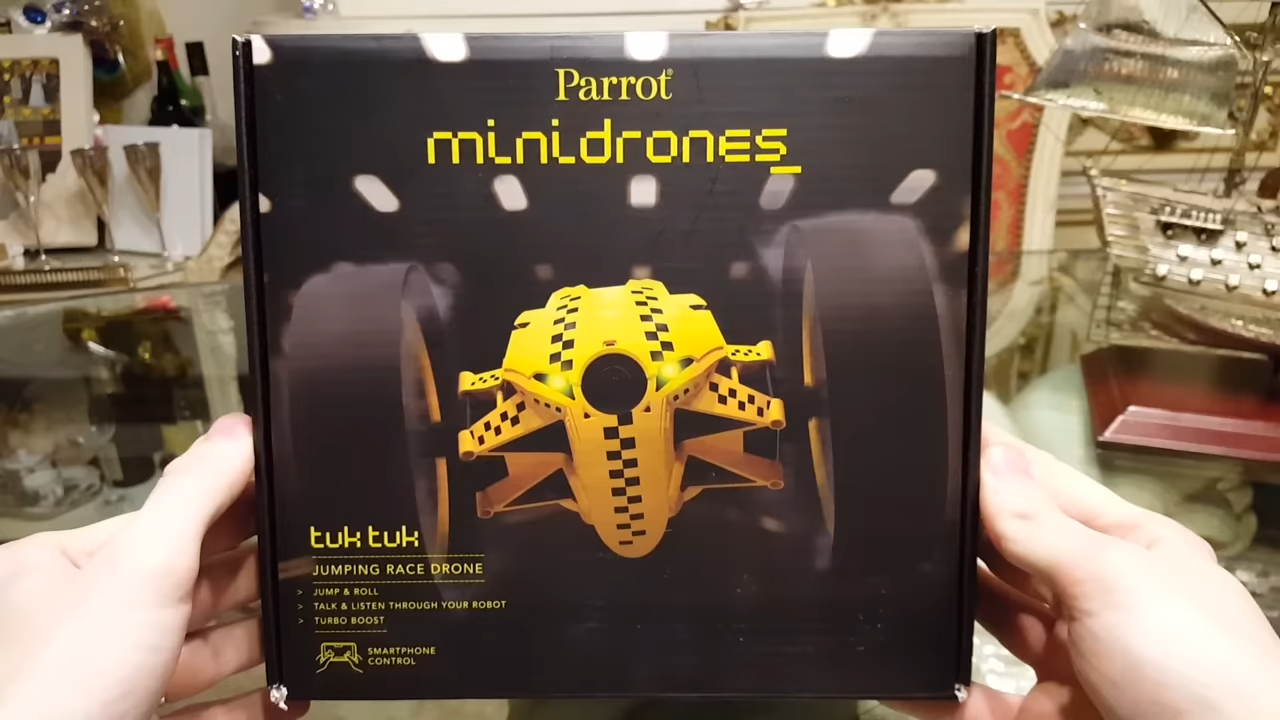 Parrot®
minidrones_
tuk tuk
JUMPING RACE DRONE
> JUMP & ROLL
> TALK & LISTEN THROUGH YOUR ROBOT
> TURBO BOOST
SMARTPHONE
CONTROL